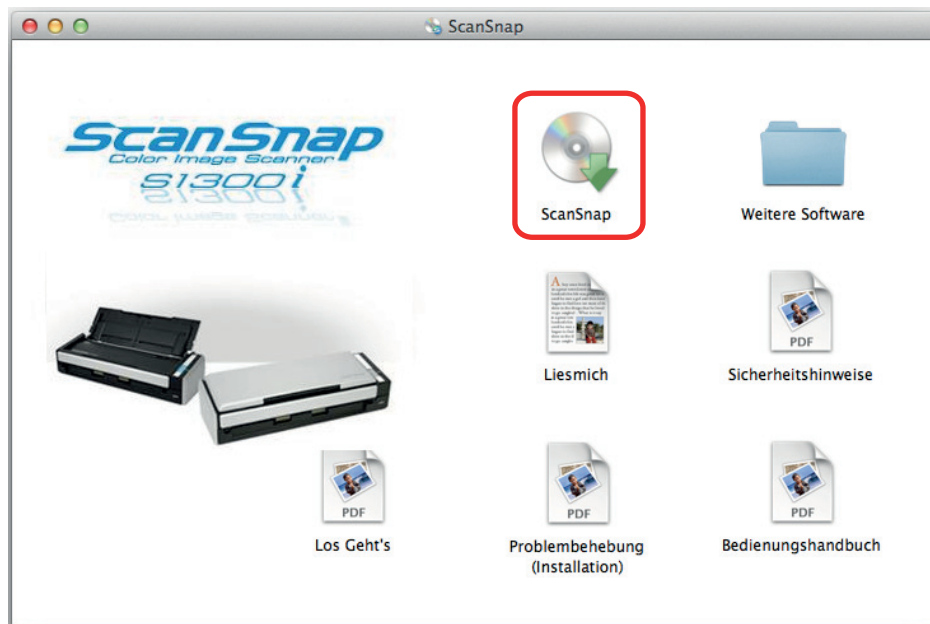 ScanSnap
ScanSnap
Color Image Scanner
S1300i
ScanSnap
Weitere Software
Liesmich
PDF
Sicherheitshinweise
PDF
Los Geht's
PDF
Problembehebung
(Installation)
PDF
Bedienungshandbuch